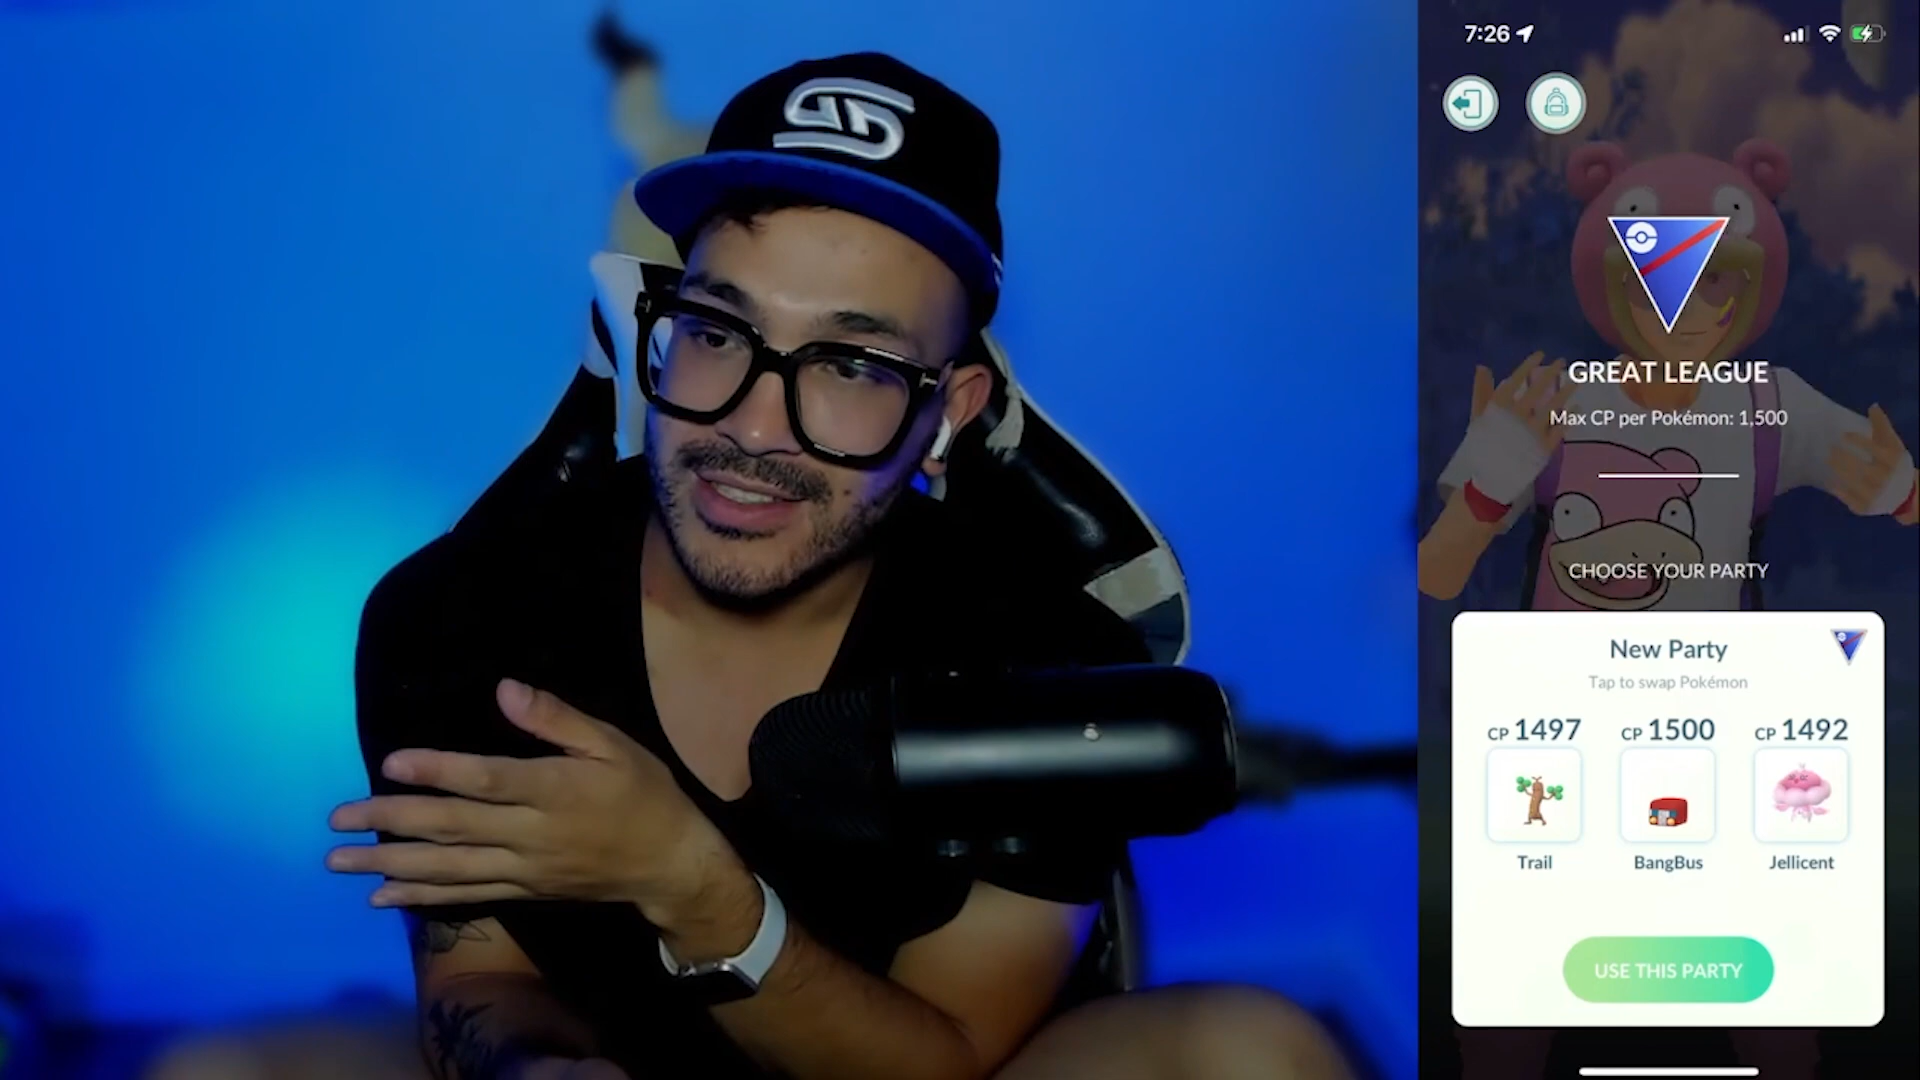 7:26
GREAT LEAGUE
Max CP per Pokémon: 1,500
CHOOSE YOUR PARTY
New Party
Tap to swap Pokémon
CP 1497 CP 1500 CP 1492
Trail BangBus Jellicent
USE THIS PARTY